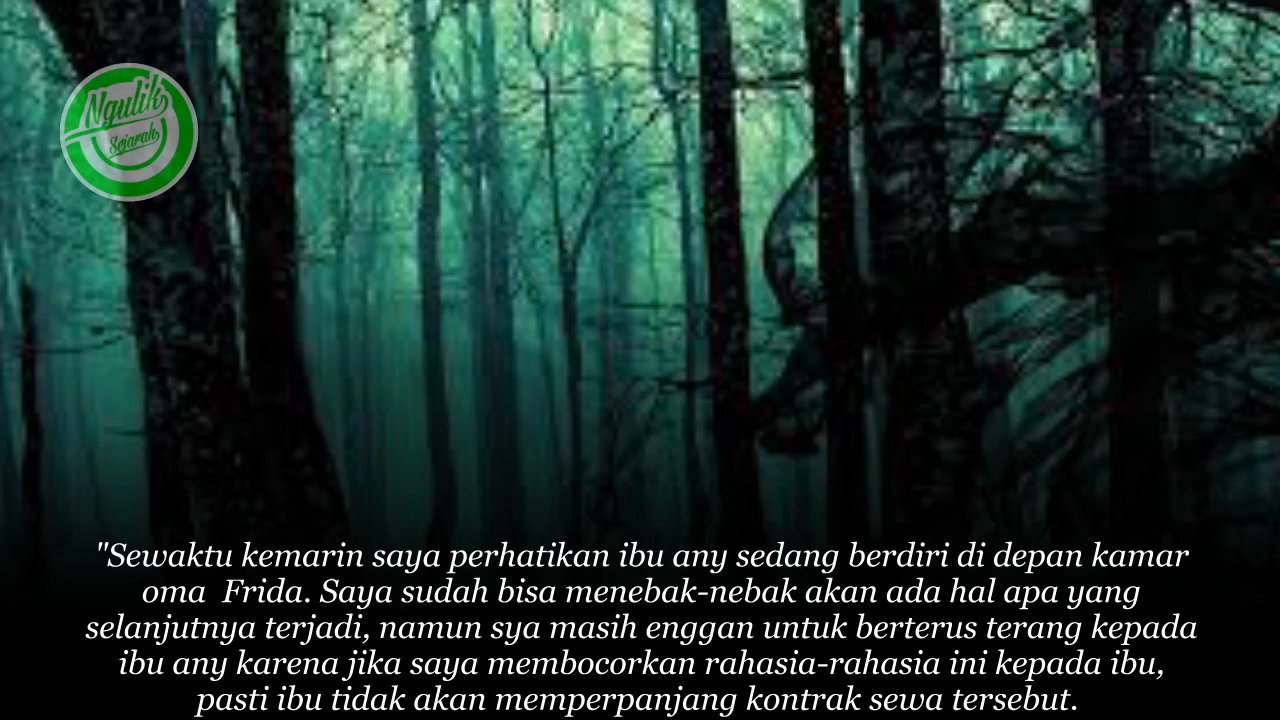 Ngulik
Sejarah
"Sewaktu kemarin saya perhatikan ibu any sedang berdiri di depan kamar
oma  Frida. Saya sudah bisa menebak-nebak akan ada hal apa yang
selanjutnya terjadi, namun sya masih enggan untuk berterus terang kepada
ibu any karena jika saya membocorkan rahasia-rahasia ini kepada ibu,
pasti ibu tidak akan memperpanjang kontrak sewa tersebut.